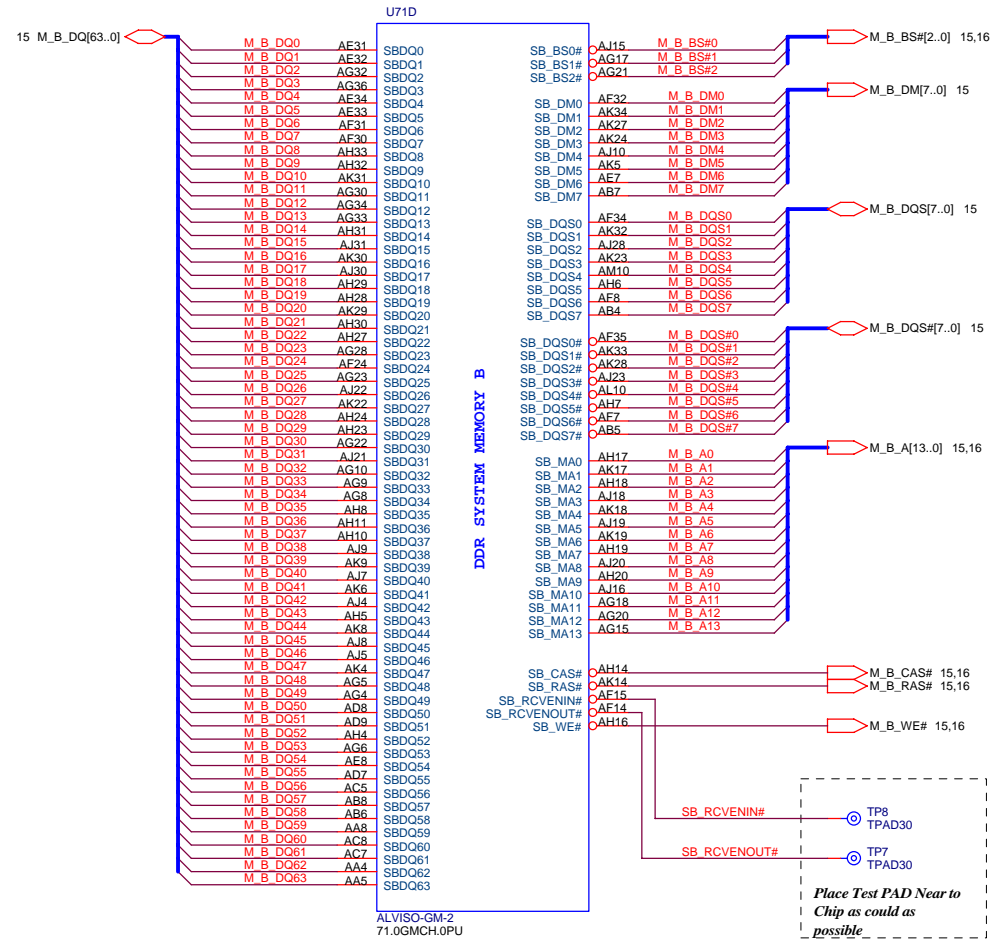 U71D
15 M_B_DQ[63..0]
M_B_DQ0 AE31 SBDQ0
M_B_DQ1 AE32 SBDQ1
M_B_DQ2 AG32 SBDQ2
M_B_DQ3 AG36 SBDQ3
M_B_DQ4 AE34 SBDQ4
M_B_DQ5 AE33 SBDQ5
M_B_DQ6 AF31 SBDQ6
M_B_DQ7 AF30 SBDQ7
M_B_DQ8 AH33 SBDQ8
M_B_DQ9 AH32 SBDQ9
M_B_DQ10 AK31 SBDQ10
M_B_DQ11 AG30 SBDQ11
M_B_DQ12 AG34 SBDQ12
M_B_DQ13 AG33 SBDQ13
M_B_DQ14 AH31 SBDQ14
M_B_DQ15 AJ31 SBDQ15
M_B_DQ16 AK30 SBDQ16
M_B_DQ17 AJ30 SBDQ17
M_B_DQ18 AH29 SBDQ18
M_B_DQ19 AH28 SBDQ19
M_B_DQ20 AK29 SBDQ20
M_B_DQ21 AH30 SBDQ21
M_B_DQ22 AH27 SBDQ22
M_B_DQ23 AG28 SBDQ23
M_B_DQ24 AF24 SBDQ24
M_B_DQ25 AG23 SBDQ25
M_B_DQ26 AJ22 SBDQ26
M_B_DQ27 AK22 SBDQ27
M_B_DQ28 AH24 SBDQ28
M_B_DQ29 AH23 SBDQ29
M_B_DQ30 AG22 SBDQ30
M_B_DQ31 AJ21 SBDQ31
M_B_DQ32 AG10 SBDQ32
M_B_DQ33 AG9 SBDQ33
M_B_DQ34 AG8 SBDQ34
M_B_DQ35 AH8 SBDQ35
M_B_DQ36 AH11 SBDQ36
M_B_DQ37 AH10 SBDQ37
M_B_DQ38 AJ9 SBDQ38
M_B_DQ39 AK9 SBDQ39
M_B_DQ40 AJ7 SBDQ40
M_B_DQ41 AK6 SBDQ41
M_B_DQ42 AJ4 SBDQ42
M_B_DQ43 AH5 SBDQ43
M_B_DQ44 AK8 SBDQ44
M_B_DQ45 AJ8 SBDQ45
M_B_DQ46 AJ5 SBDQ46
M_B_DQ47 AK4 SBDQ47
M_B_DQ48 AG5 SBDQ48
M_B_DQ49 AG4 SBDQ49
M_B_DQ50 AD8 SBDQ50
M_B_DQ51 AD9 SBDQ51
M_B_DQ52 AH4 SBDQ52
M_B_DQ53 AG6 SBDQ53
M_B_DQ54 AE8 SBDQ54
M_B_DQ55 AD7 SBDQ55
M_B_DQ56 AC5 SBDQ56
M_B_DQ57 AB8 SBDQ57
M_B_DQ58 AB6 SBDQ58
M_B_DQ59 AA8 SBDQ59
M_B_DQ60 AC8 SBDQ60
M_B_DQ61 AC7 SBDQ61
M_B_DQ62 AA4 SBDQ62
M_B_DQ63 AA5 SBDQ63
DDR SYSTEM MEMORY B
SB_BS0# AJ15 M_B_BS#0
SB_BS1# AG17 M_B_BS#1
SB_BS2# AG21 M_B_BS#2
M_B_BS#[2..0] 15,16
SB_DM0 AF32 M_B_DM0
SB_DM1 AK34 M_B_DM1
SB_DM2 AK27 M_B_DM2
SB_DM3 AK24 M_B_DM3
SB_DM4 AJ10 M_B_DM4
SB_DM5 AK5 M_B_DM5
SB_DM6 AE7 M_B_DM6
SB_DM7 AB7 M_B_DM7
M_B_DM[7..0] 15
SB_DQS0 AF34 M_B_DQS0
SB_DQS1 AK32 M_B_DQS1
SB_DQS2 AJ28 M_B_DQS2
SB_DQS3 AK23 M_B_DQS3
SB_DQS4 AM10 M_B_DQS4
SB_DQS5 AH6 M_B_DQS5
SB_DQS6 AF8 M_B_DQS6
SB_DQS7 AB4 M_B_DQS7
M_B_DQS[7..0] 15
SB_DQS0# AF35 M_B_DQS#0
SB_DQS1# AK33 M_B_DQS#1
SB_DQS2# AK28 M_B_DQS#2
SB_DQS3# AJ23 M_B_DQS#3
SB_DQS4# AL10 M_B_DQS#4
SB_DQS5# AH7 M_B_DQS#5
SB_DQS6# AF7 M_B_DQS#6
SB_DQS7# AB5 M_B_DQS#7
M_B_DQS#[7..0] 15
SB_MA0 AH17 M_B_A0
SB_MA1 AK17 M_B_A1
SB_MA2 AH18 M_B_A2
SB_MA3 AJ18 M_B_A3
SB_MA4 AK18 M_B_A4
SB_MA5 AJ19 M_B_A5
SB_MA6 AK19 M_B_A6
SB_MA7 AH19 M_B_A7
SB_MA8 AJ20 M_B_A8
SB_MA9 AH20 M_B_A9
SB_MA10 AJ16 M_B_A10
SB_MA11 AG18 M_B_A11
SB_MA12 AG20 M_B_A12
SB_MA13 AG15 M_B_A13
M_B_A[13..0] 15,16
SB_CAS# AH14 M_B_CAS# 15,16
SB_RAS# AK14 M_B_RAS# 15,16
SB_RCVENIN# AF15
SB_RCVENOUT# AF14
SB_WE# AH16 M_B_WE# 15,16
SB_RCVENIN# TP8
TPAD30
SB_RCVENOUT# TP7
TPAD30
Place Test PAD Near to
Chip as could as
possible
ALVISO-GM-2
71.0GMCH.0PU